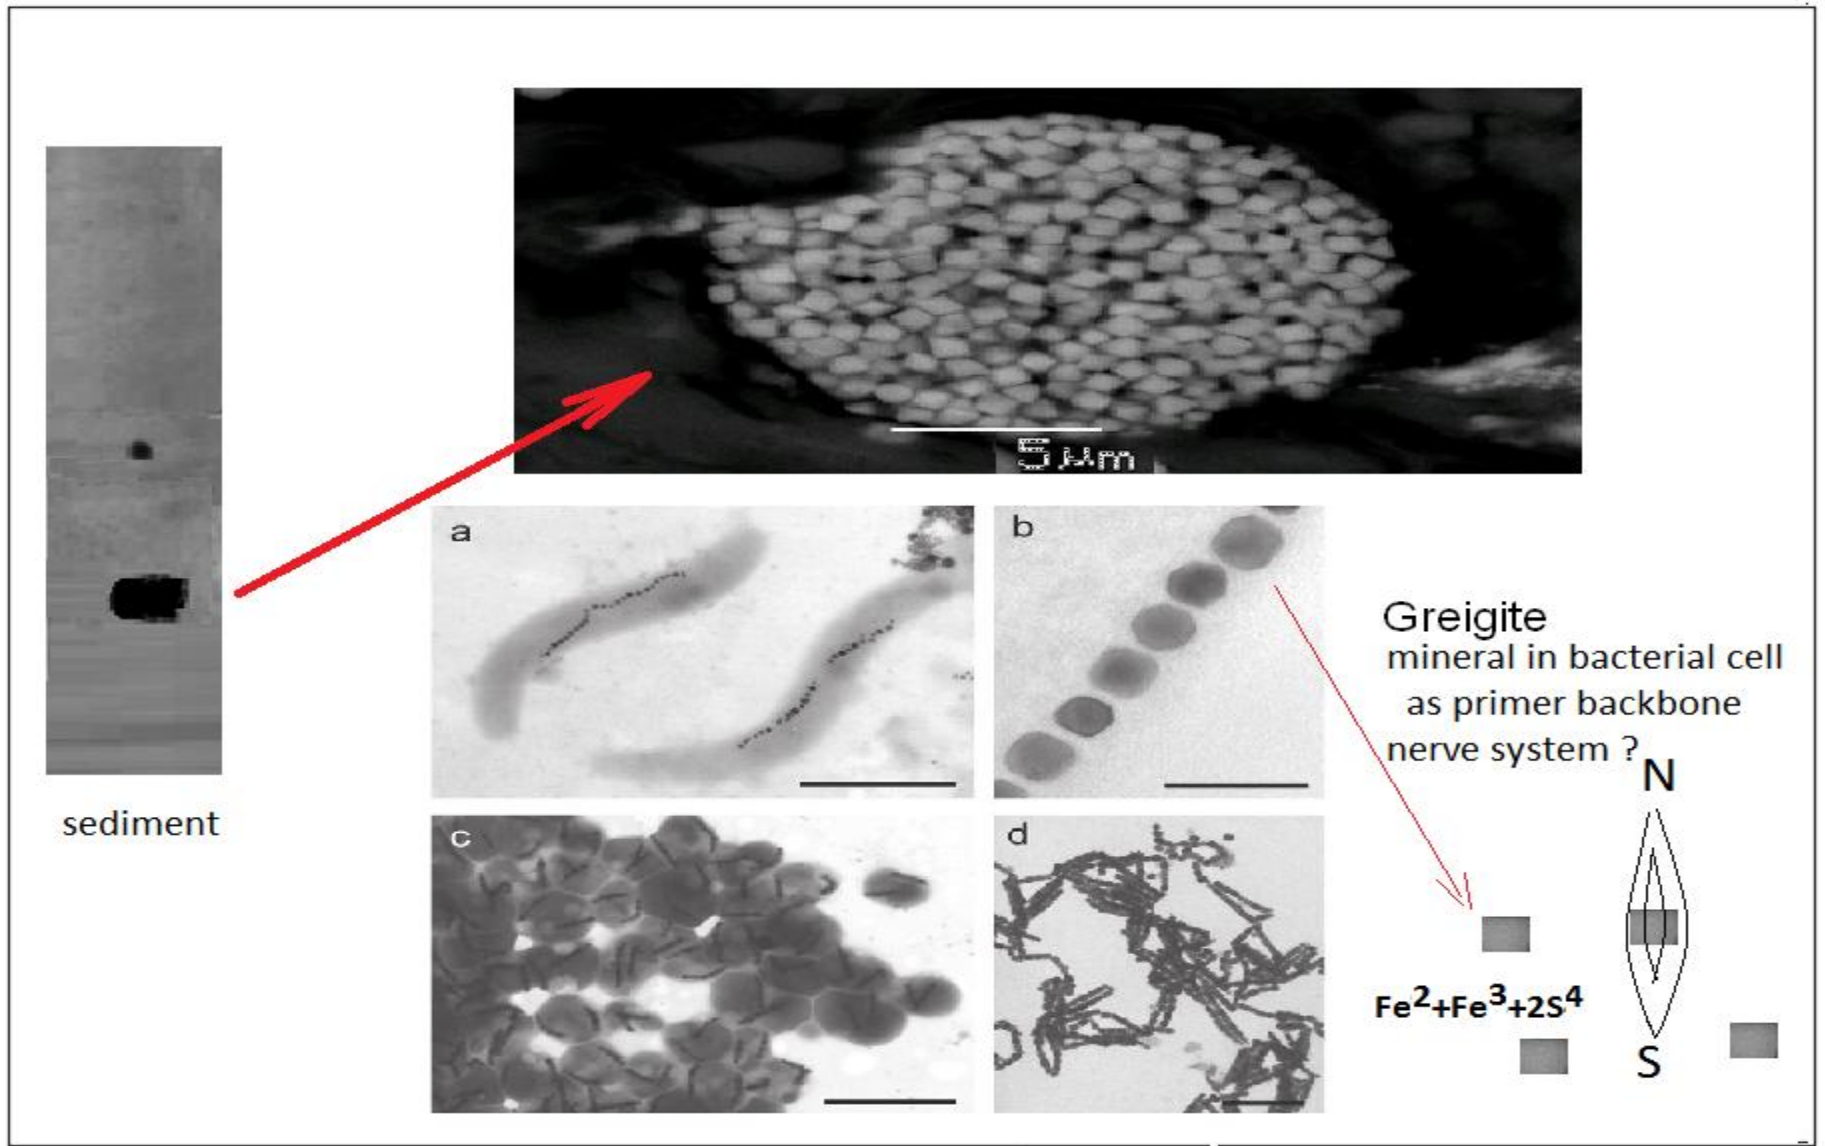 sediment
5 µm
a
b
c
d
Greigite
mineral in bacterial cell
as primer backbone
nerve system ?
N
Fe²+Fe³+2S⁴
S